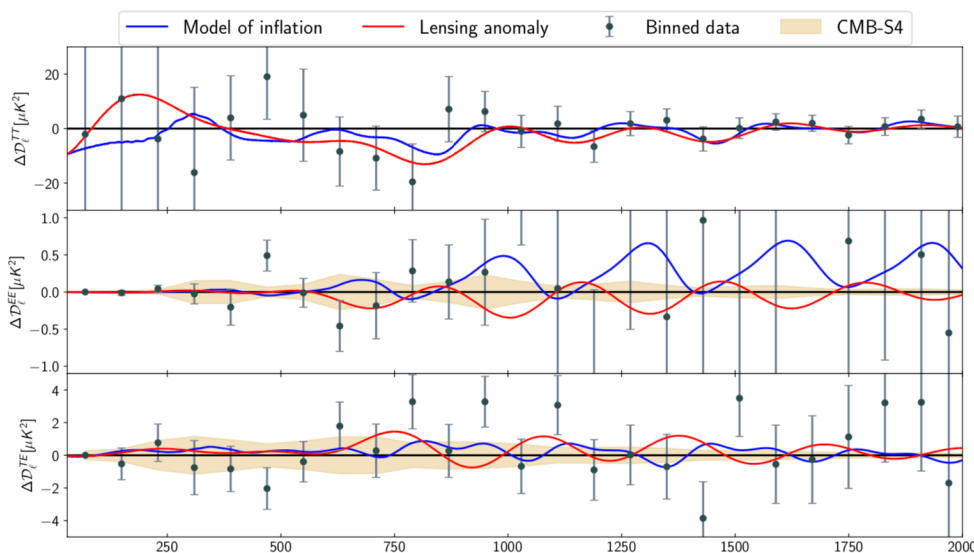 Model of inflation Lensing anomaly Binned data CMB-S4
ΔD_ℓ^{TT}[μK²]
20
0
−20
ΔD_ℓ^{EE}[μK²]
1.0
0.5
0.0
−0.5
−1.0
ΔD_ℓ^{TE}[μK²]
4
2
0
−2
−4
250 500 750 1000 1250 1500 1750 2000